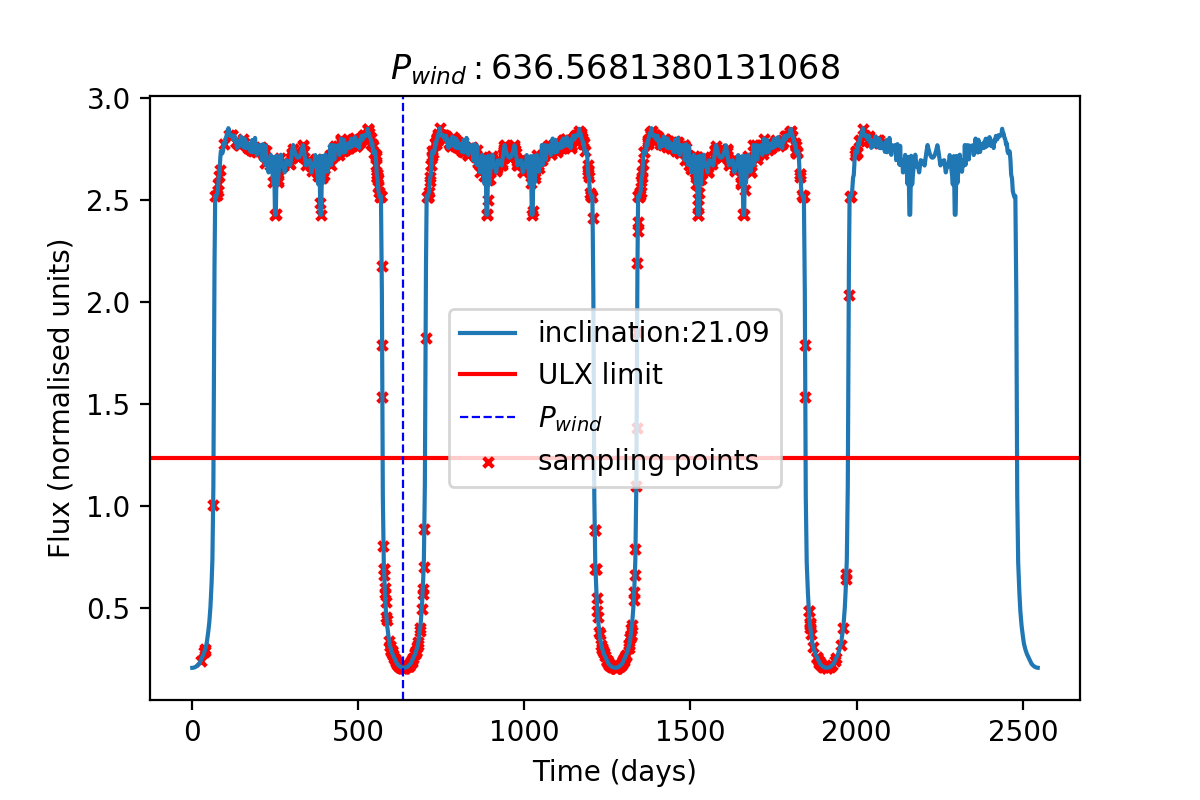 P_wind : 636.5681380131068
3.0
2.5
2.0
1.5
1.0
0.5
Flux (normalised units)
inclination:21.09
ULX limit
P_wind
sampling points
0 500 1000 1500 2000 2500
Time (days)